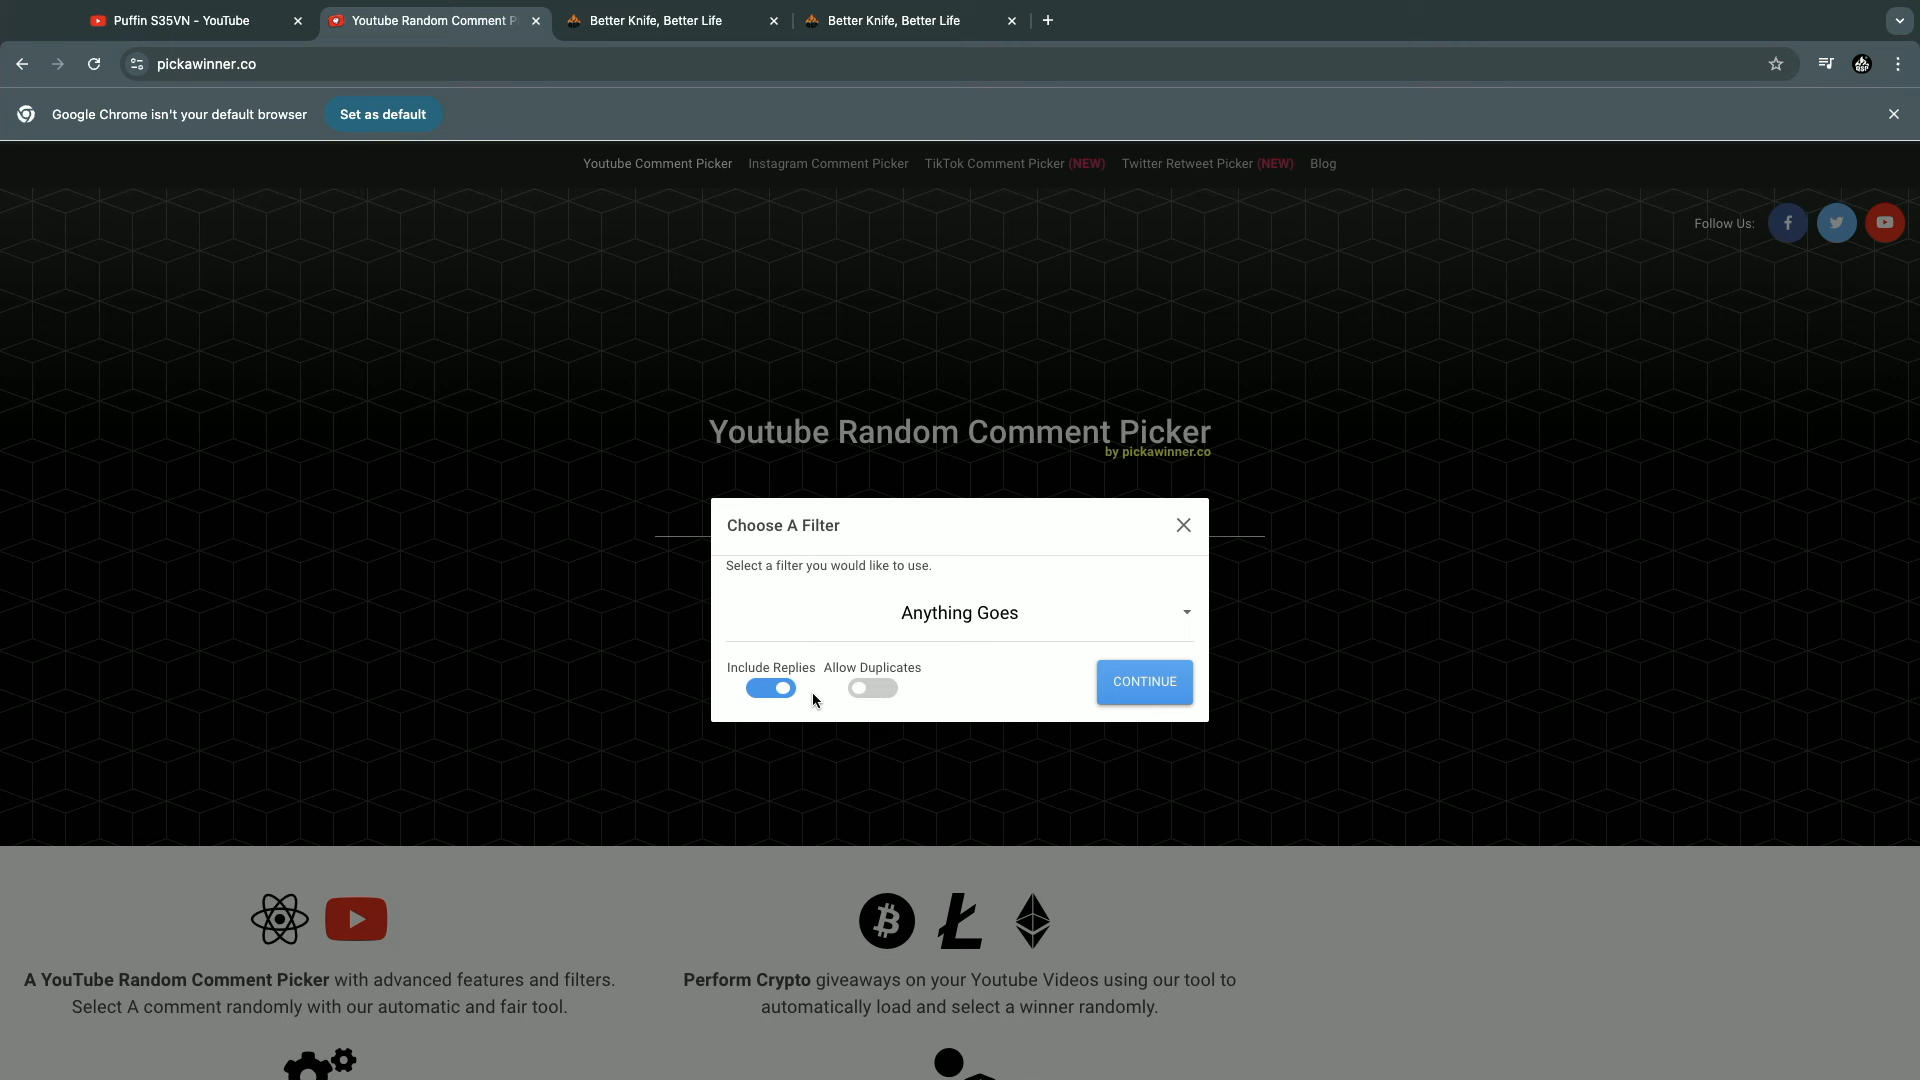 Puffin S35VN - YouTube
Youtube Random Comment P
Better Knife, Better Life
Better Knife, Better Life
pickawinner.co
Google Chrome isn't your default browser
Set as default
Youtube Comment Picker
Instagram Comment Picker
TikTok Comment Picker (NEW)
Twitter Retweet Picker (NEW)
Blog
Follow Us:
Youtube Random Comment Picker
by pickawinner.co
Choose A Filter
Select a filter you would like to use.
Anything Goes
Include Replies
Allow Duplicates
CONTINUE
A YouTube Random Comment Picker with advanced features and filters.
Select A comment randomly with our automatic and fair tool.
Perform Crypto giveaways on your Youtube Videos using our tool to
automatically load and select a winner randomly.